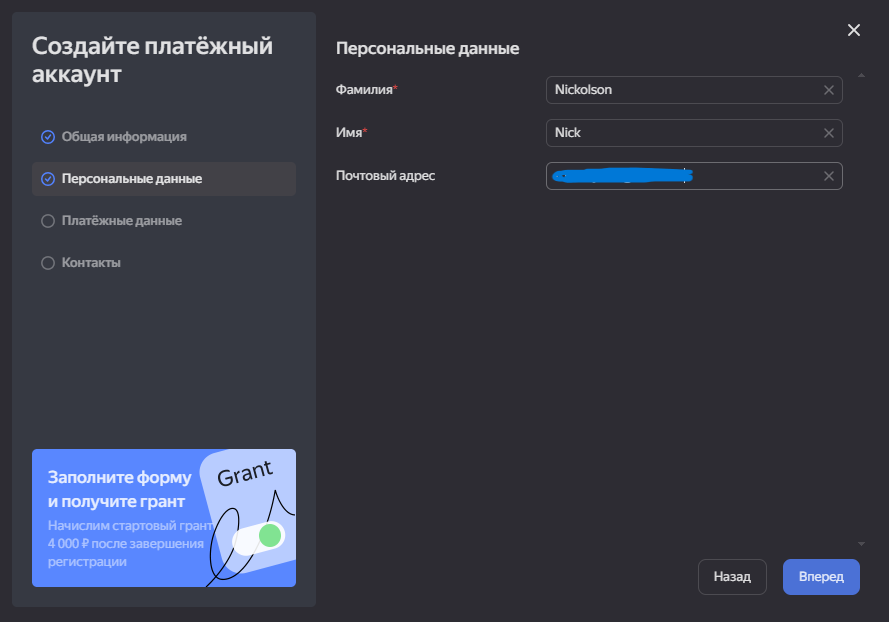 Создайте платёжный
аккаунт
Общая информация
Персональные данные
Платёжные данные
Контакты
Заполните форму
и получите грант
Начислим стартовый грант
4 000 ₽ после завершения
регистрации
Grant
Персональные данные
Фамилия*
Nickolson
Имя*
Nick
Почтовый адрес
Назад
Вперед